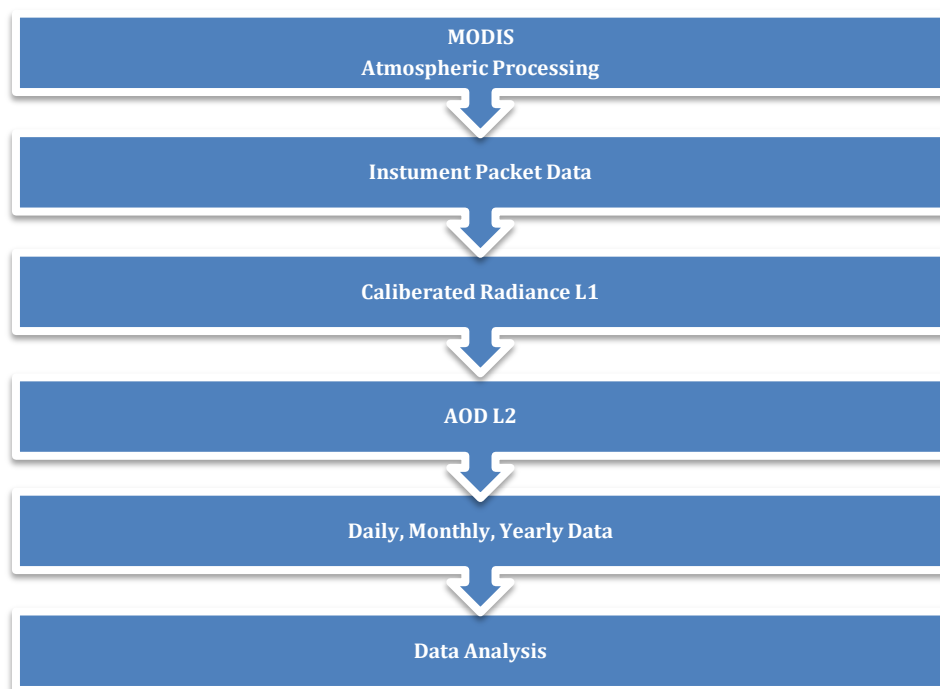 MODIS
Atmospheric Processing
Instument Packet Data
Caliberated Radiance L1
AOD L2
Daily, Monthly, Yearly Data
Data Analysis